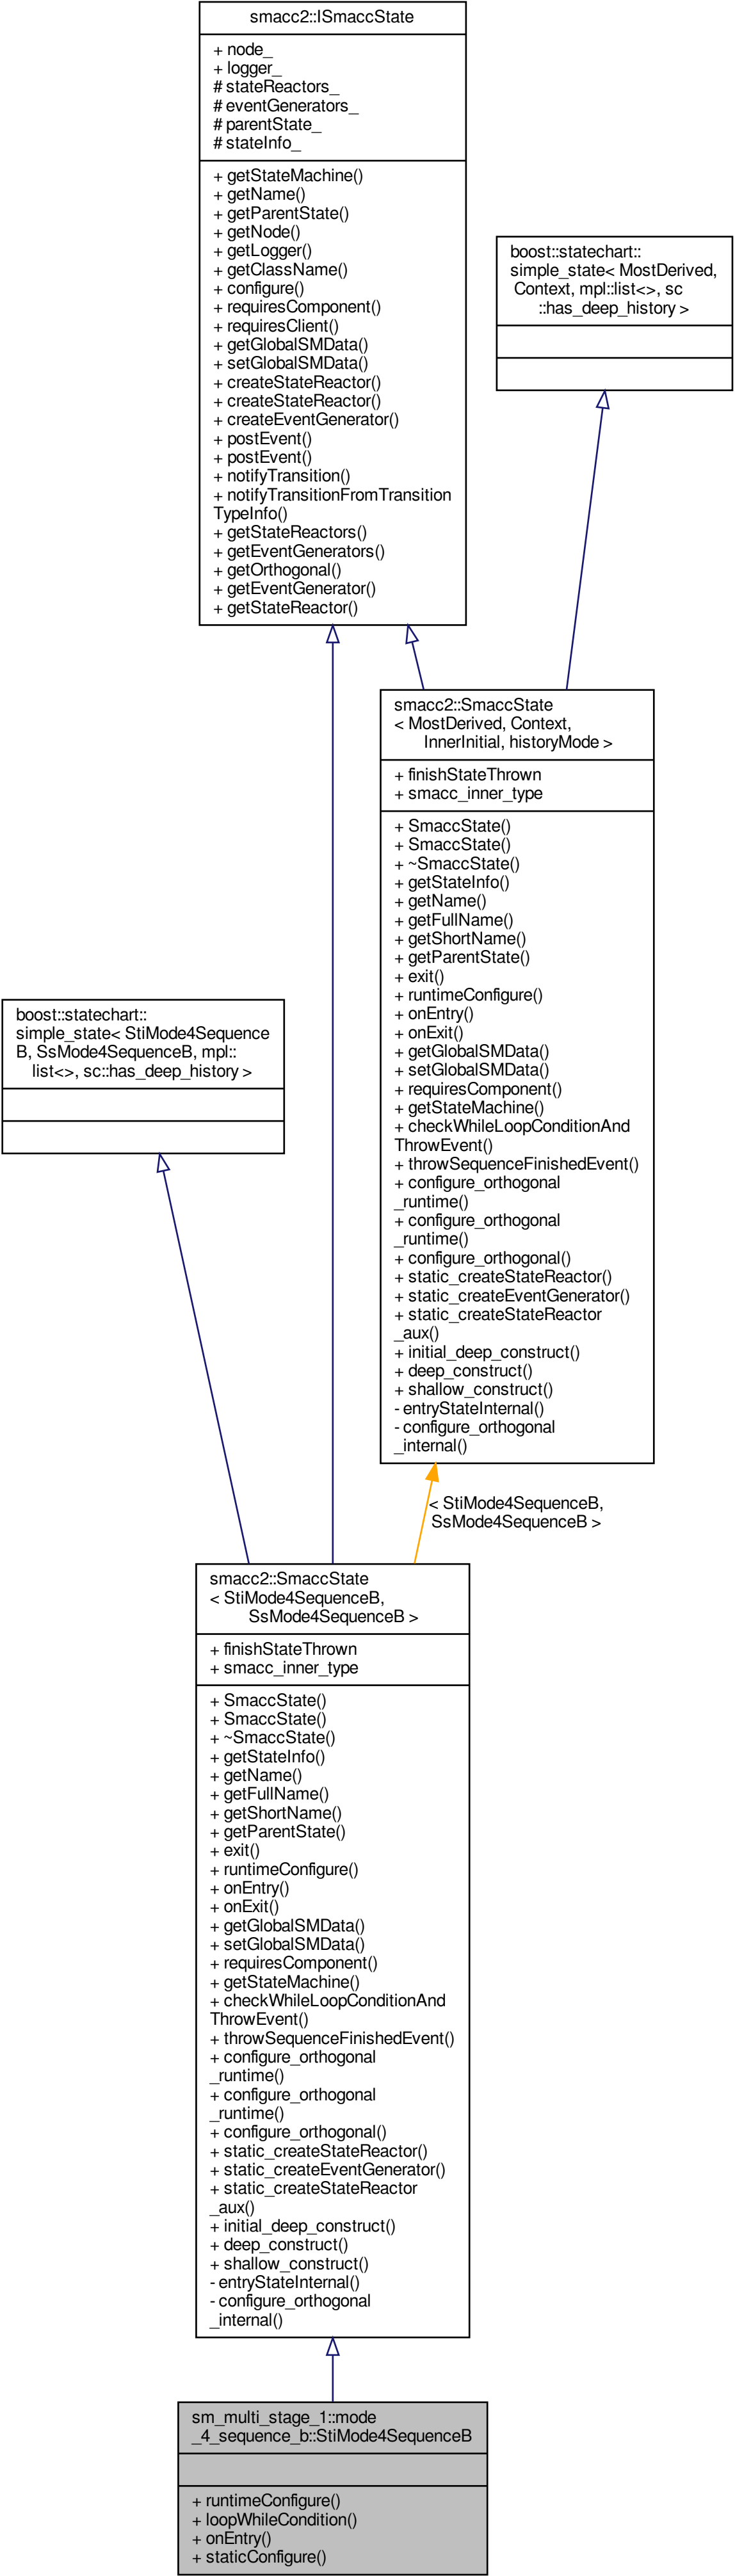 smacc2::ISmaccState
+ node_
+ logger_
# stateReactors_
# eventGenerators_
# parentState_
# stateInfo_
+ getStateMachine()
+ getName()
+ getParentState()
+ getNode()
+ getLogger()
+ getClassName()
+ configure()
+ requiresComponent()
+ requiresClient()
+ getGlobalSMData()
+ setGlobalSMData()
+ createStateReactor()
+ createStateReactor()
+ createEventGenerator()
+ postEvent()
+ postEvent()
+ notifyTransition()
+ notifyTransitionFromTransition
TypeInfo()
+ getStateReactors()
+ getEventGenerators()
+ getOrthogonal()
+ getEventGenerator()
+ getStateReactor()
boost::statechart::
simple_state< MostDerived,
Context, mpl::list<>, sc
::has_deep_history >
smacc2::SmaccState
< MostDerived, Context,
InnerInitial, historyMode >
+ finishStateThrown
+ smacc_inner_type
+ SmaccState()
+ SmaccState()
+ ~SmaccState()
+ getStateInfo()
+ getName()
+ getFullName()
+ getShortName()
+ getParentState()
+ exit()
+ runtimeConfigure()
+ onEntry()
+ onExit()
+ getGlobalSMData()
+ setGlobalSMData()
+ requiresComponent()
+ getStateMachine()
+ checkWhileLoopConditionAnd
ThrowEvent()
+ throwSequenceFinishedEvent()
+ configure_orthogonal
_runtime()
+ configure_orthogonal
_runtime()
+ configure_orthogonal()
+ static_createStateReactor()
+ static_createEventGenerator()
+ static_createStateReactor
_aux()
+ initial_deep_construct()
+ deep_construct()
+ shallow_construct()
- entryStateInternal()
- configure_orthogonal
_internal()
boost::statechart::
simple_state< StiMode4Sequence
B, SsMode4SequenceB, mpl::
list<>, sc::has_deep_history >
< StiMode4SequenceB,
SsMode4SequenceB >
smacc2::SmaccState
< StiMode4SequenceB,
SsMode4SequenceB >
+ finishStateThrown
+ smacc_inner_type
+ SmaccState()
+ SmaccState()
+ ~SmaccState()
+ getStateInfo()
+ getName()
+ getFullName()
+ getShortName()
+ getParentState()
+ exit()
+ runtimeConfigure()
+ onEntry()
+ onExit()
+ getGlobalSMData()
+ setGlobalSMData()
+ requiresComponent()
+ getStateMachine()
+ checkWhileLoopConditionAnd
ThrowEvent()
+ throwSequenceFinishedEvent()
+ configure_orthogonal
_runtime()
+ configure_orthogonal
_runtime()
+ configure_orthogonal()
+ static_createStateReactor()
+ static_createEventGenerator()
+ static_createStateReactor
_aux()
+ initial_deep_construct()
+ deep_construct()
+ shallow_construct()
- entryStateInternal()
- configure_orthogonal
_internal()
sm_multi_stage_1::mode
_4_sequence_b::StiMode4SequenceB
+ runtimeConfigure()
+ loopWhileCondition()
+ onEntry()
+ staticConfigure()